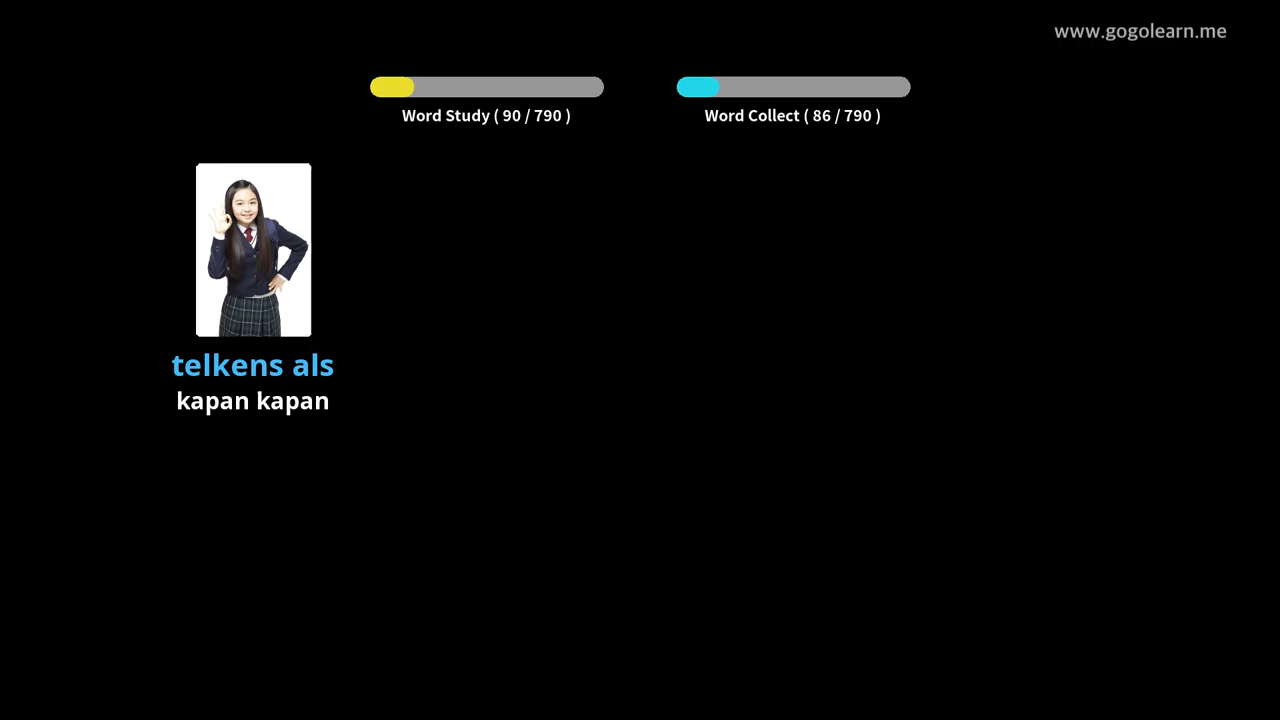 www.gogolearn.me
Word Study ( 90 / 790 )
Word Collect ( 86 / 790 )
telkens als
kapan kapan